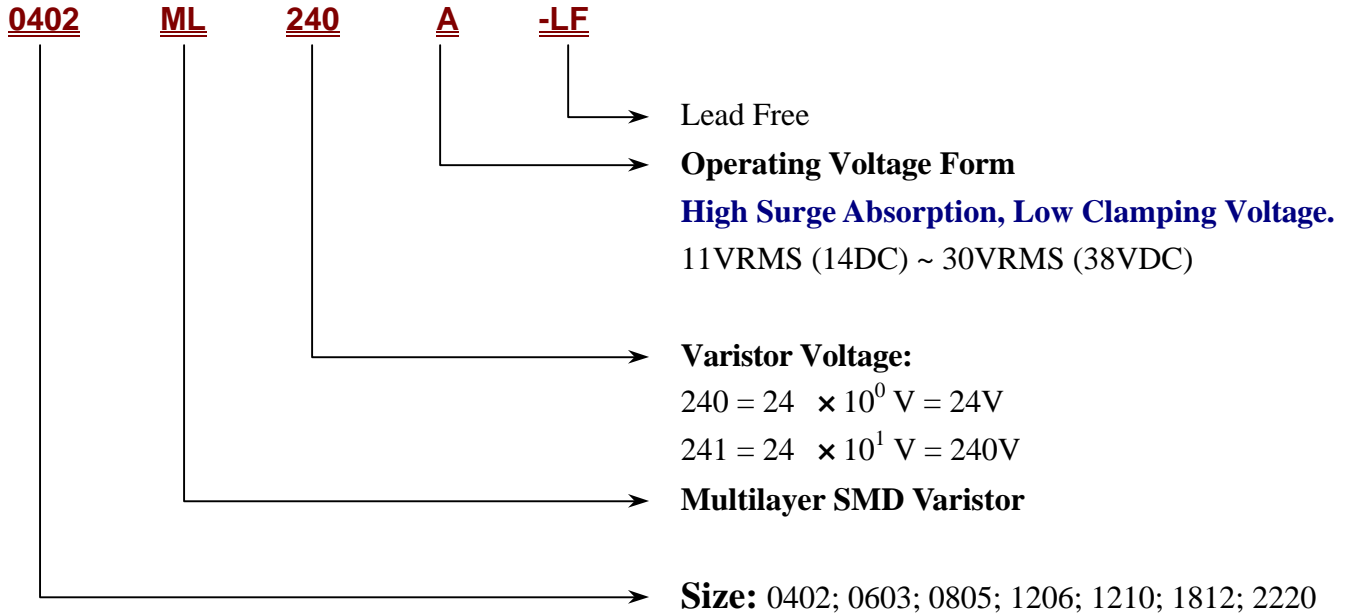 0402 ML 240 A -LF
Lead Free
Operating Voltage Form
High Surge Absorption, Low Clamping Voltage.
11VRMS (14DC) ~ 30VRMS (38VDC)
Varistor Voltage:
240 = 24 × 10⁰ V = 24V
241 = 24 × 10¹ V = 240V
Multilayer SMD Varistor
Size: 0402; 0603; 0805; 1206; 1210; 1812; 2220